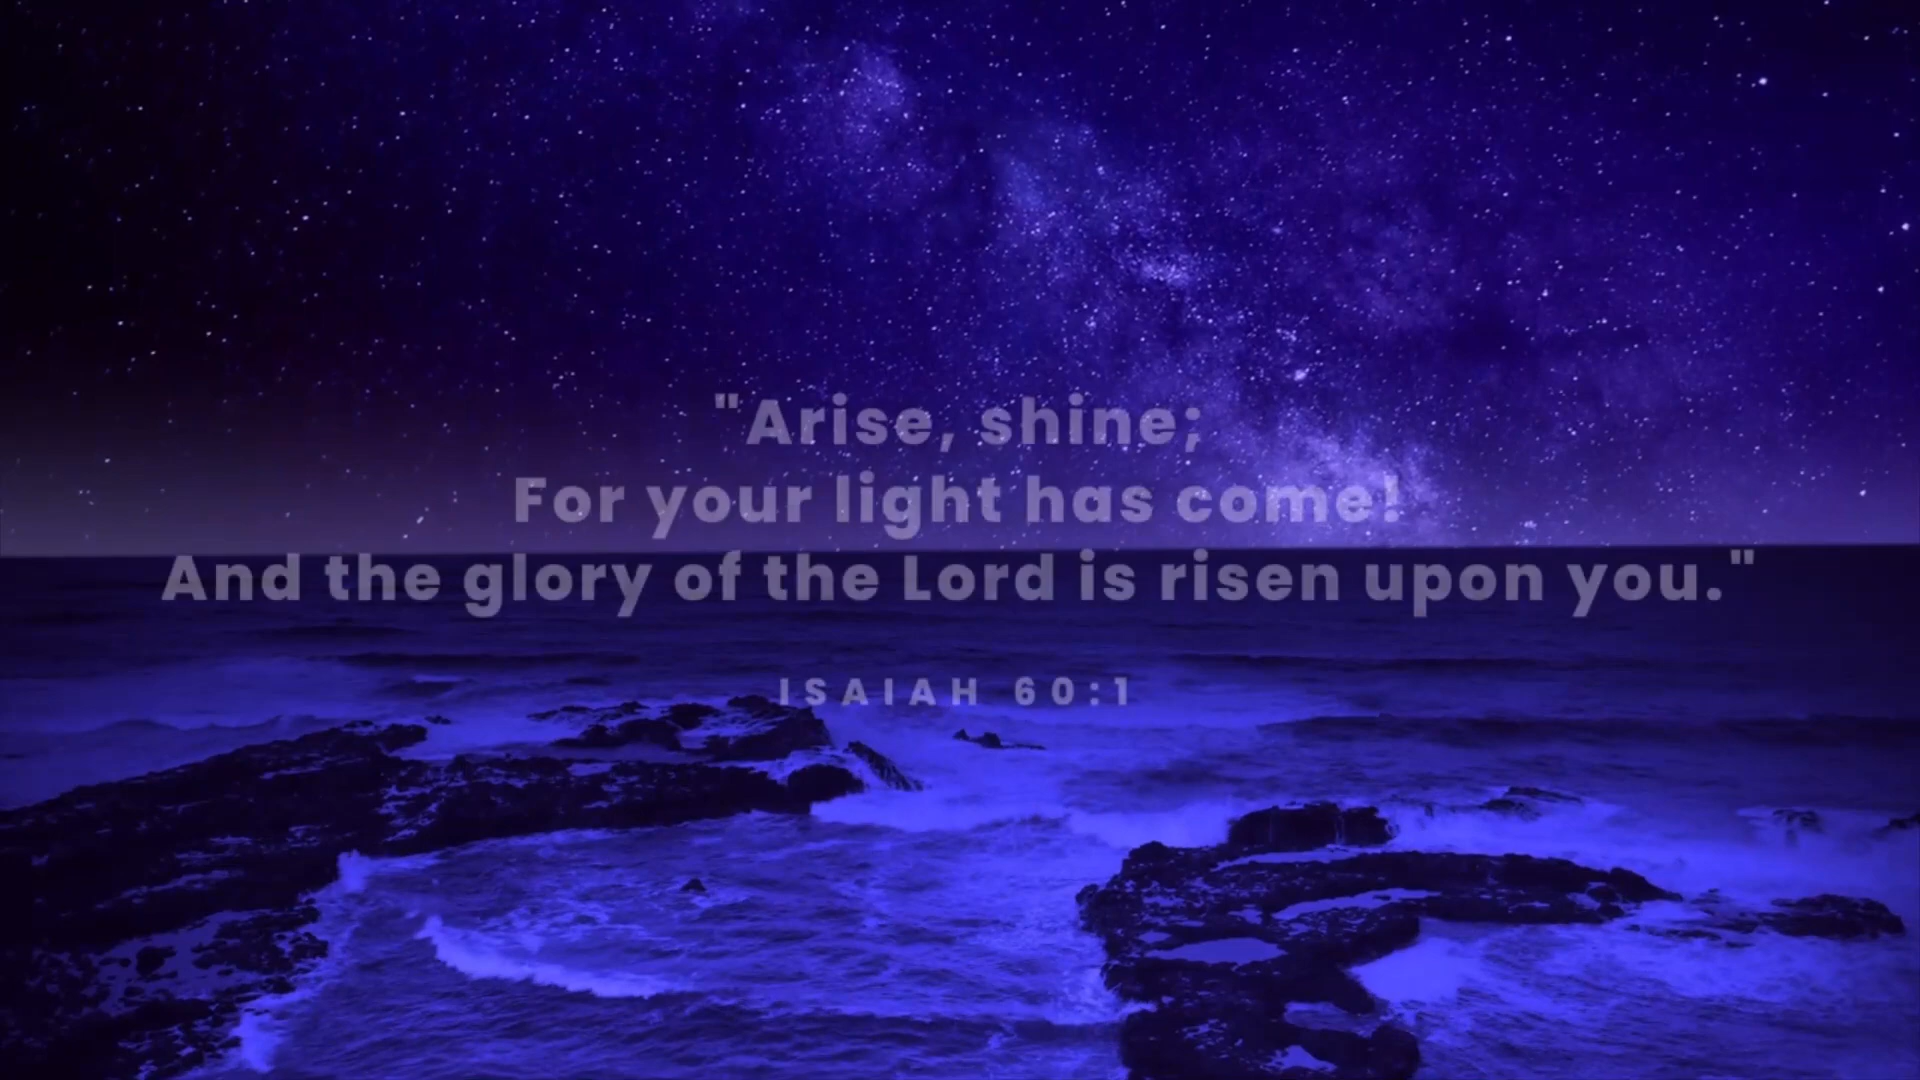 "Arise, shine;
For your light has come!
And the glory of the Lord is risen upon you."
ISAIAH 60:1